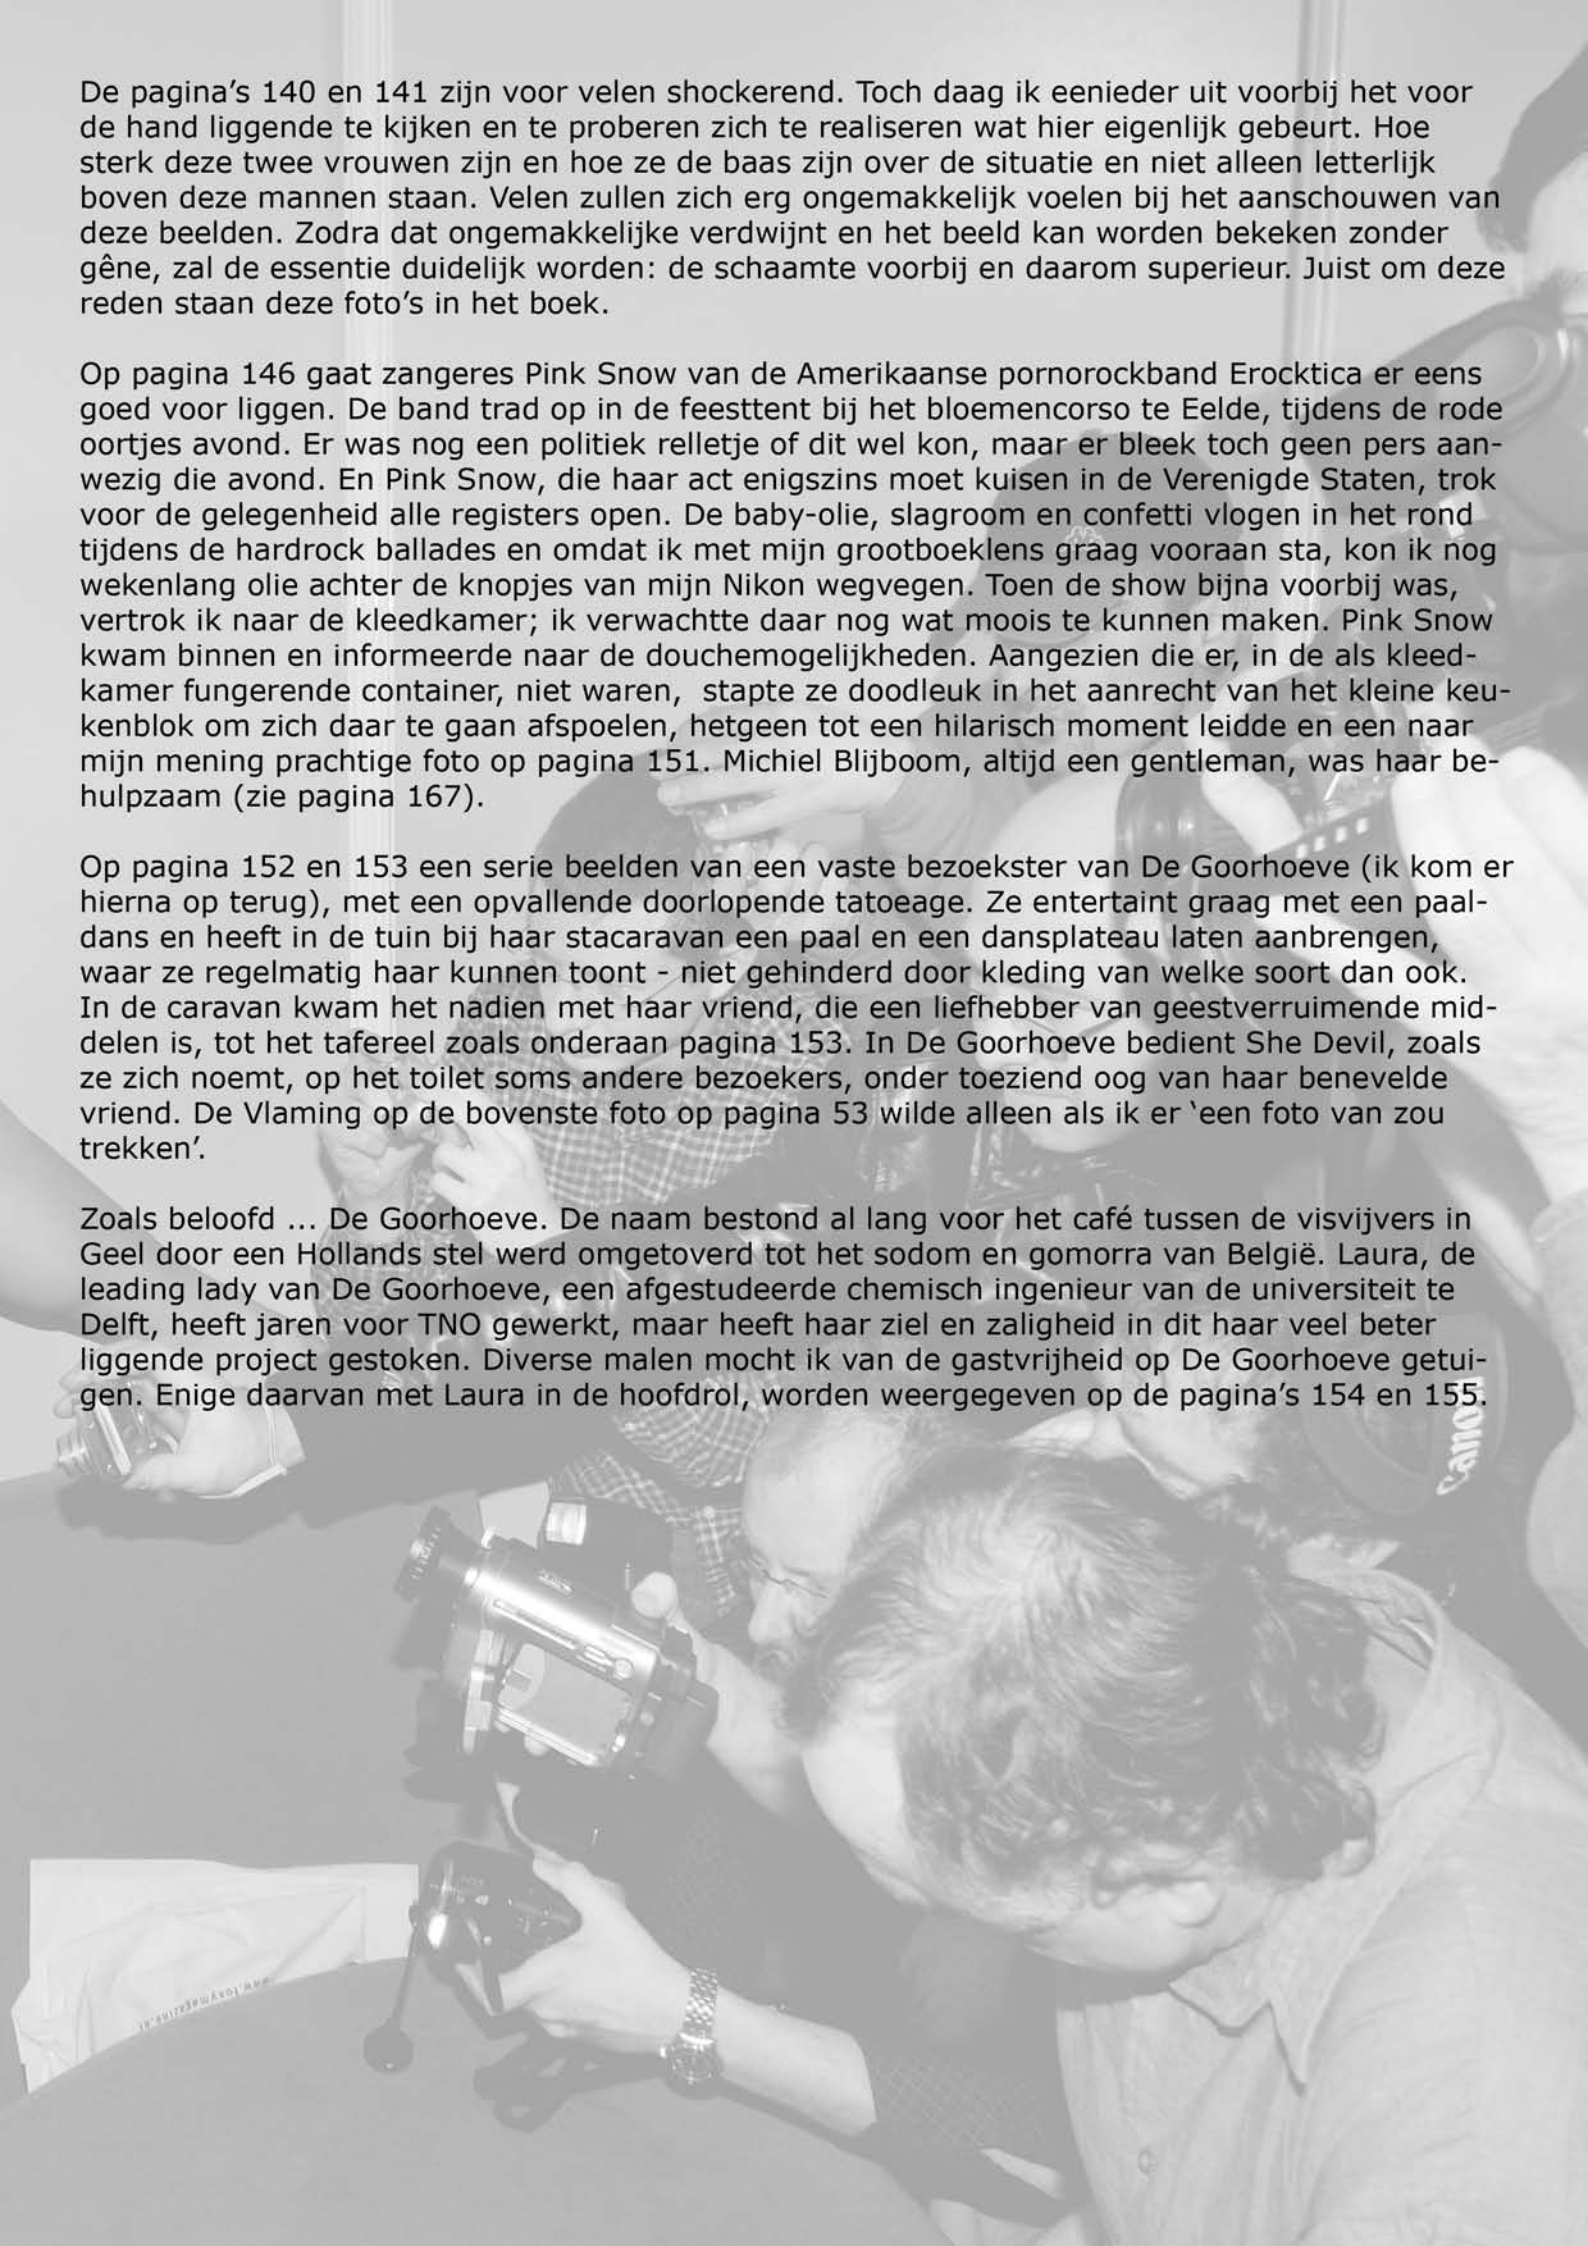 De pagina’s 140 en 141 zijn voor velen shockerend. Toch daag ik eenieder uit voorbij het voor
de hand liggende te kijken en te proberen zich te realiseren wat hier eigenlijk gebeurt. Hoe
sterk deze twee vrouwen zijn en hoe ze de baas zijn over de situatie en niet alleen letterlijk
boven deze mannen staan. Velen zullen zich erg ongemakkelijk voelen bij het aanschouwen van
deze beelden. Zodra dat ongemakkelijke verdwijnt en het beeld kan worden bekeken zonder
gêne, zal de essentie duidelijk worden: de schaamte voorbij en daarom superieur. Juist om deze
reden staan deze foto’s in het boek.
Op pagina 146 gaat zangeres Pink Snow van de Amerikaanse pornorockband Erocktica er eens
goed voor liggen. De band trad op in de feesttent bij het bloemencorso te Eelde, tijdens de rode
oortjes avond. Er was nog een politiek relletje of dit wel kon, maar er bleek toch geen pers aan-
wezig die avond. En Pink Snow, die haar act enigszins moet kuisen in de Verenigde Staten, trok
voor de gelegenheid alle registers open. De baby-olie, slagroom en confetti vlogen in het rond
tijdens de hardrock ballades en omdat ik met mijn grootboeklens graag vooraan sta, kon ik nog
wekenlang olie achter de knopjes van mijn Nikon wegvegen. Toen de show bijna voorbij was,
vertrok ik naar de kleedkamer; ik verwachtte daar nog wat moois te kunnen maken. Pink Snow
kwam binnen en informeerde naar de douchemogelijkheden. Aangezien die er, in de als kleed-
kamer fungerende container, niet waren,  stapte ze doodleuk in het aanrecht van het kleine keu-
kenblok om zich daar te gaan afspoelen, hetgeen tot een hilarisch moment leidde en een naar
mijn mening prachtige foto op pagina 151. Michiel Blijboom, altijd een gentleman, was haar be-
hulpzaam (zie pagina 167).
Op pagina 152 en 153 een serie beelden van een vaste bezoekster van De Goorhoeve (ik kom er
hierna op terug), met een opvallende doorlopende tatoeage. Ze entertaint graag met een paal-
dans en heeft in de tuin bij haar stacaravan een paal en een dansplateau laten aanbrengen,
waar ze regelmatig haar kunnen toont - niet gehinderd door kleding van welke soort dan ook.
In de caravan kwam het nadien met haar vriend, die een liefhebber van geestverruimende mid-
delen is, tot het tafereel zoals onderaan pagina 153. In De Goorhoeve bedient She Devil, zoals
ze zich noemt, op het toilet soms andere bezoekers, onder toeziend oog van haar benevelde
vriend. De Vlaming op de bovenste foto op pagina 53 wilde alleen als ik er ‘een foto van zou
trekken’.
Zoals beloofd ... De Goorhoeve. De naam bestond al lang voor het café tussen de visvijvers in
Geel door een Hollands stel werd omgetoverd tot het sodom en gomorra van België. Laura, de
leading lady van De Goorhoeve, een afgestudeerde chemisch ingenieur van de universiteit te
Delft, heeft jaren voor TNO gewerkt, maar heeft haar ziel en zaligheid in dit haar veel beter
liggende project gestoken. Diverse malen mocht ik van de gastvrijheid op De Goorhoeve getui-
gen. Enige daarvan met Laura in de hoofdrol, worden weergegeven op de pagina’s 154 en 155.
Canon
www.foxymagazine.nl